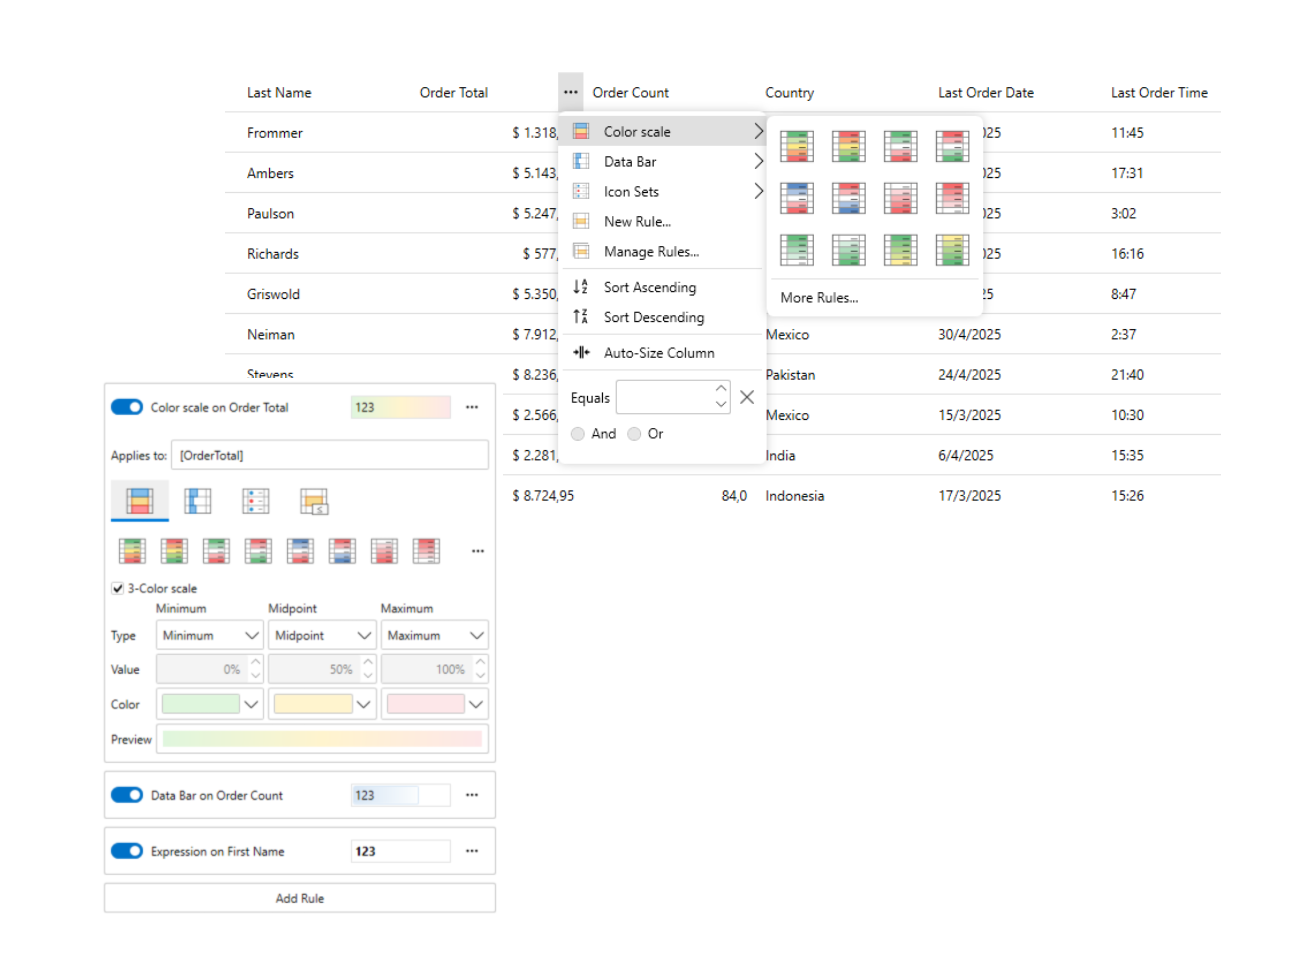 Last Name Order Total ••• Order Count Country Last Order Date Last Order Time
Frommer $ 1.318, 025 11:45
Ambers $ 5.143, 025 17:31
Paulson $ 5.247, 025 3:02
Richards $ 577, 025 16:16
Griswold $ 5.350, 25 8:47
Neiman $ 7.912, Mexico 30/4/2025 2:37
Stevens $ 8.236, Pakistan 24/4/2025 21:40
$ 2.566, Mexico 15/3/2025 10:30
$ 2.281, India 6/4/2025 15:35
$ 8.724,95 84,0 Indonesia 17/3/2025 15:26
Color scale
Data Bar
Icon Sets
New Rule...
Manage Rules...
Sort Ascending
Sort Descending
Auto-Size Column
Equals
And Or
More Rules...
Color scale on Order Total 123 •••
Applies to: [OrderTotal]
•••
3-Color scale
Minimum Midpoint Maximum
Type Minimum Midpoint Maximum
Value 0% 50% 100%
Color
Preview
Data Bar on Order Count 123 •••
Expression on First Name 123 •••
Add Rule